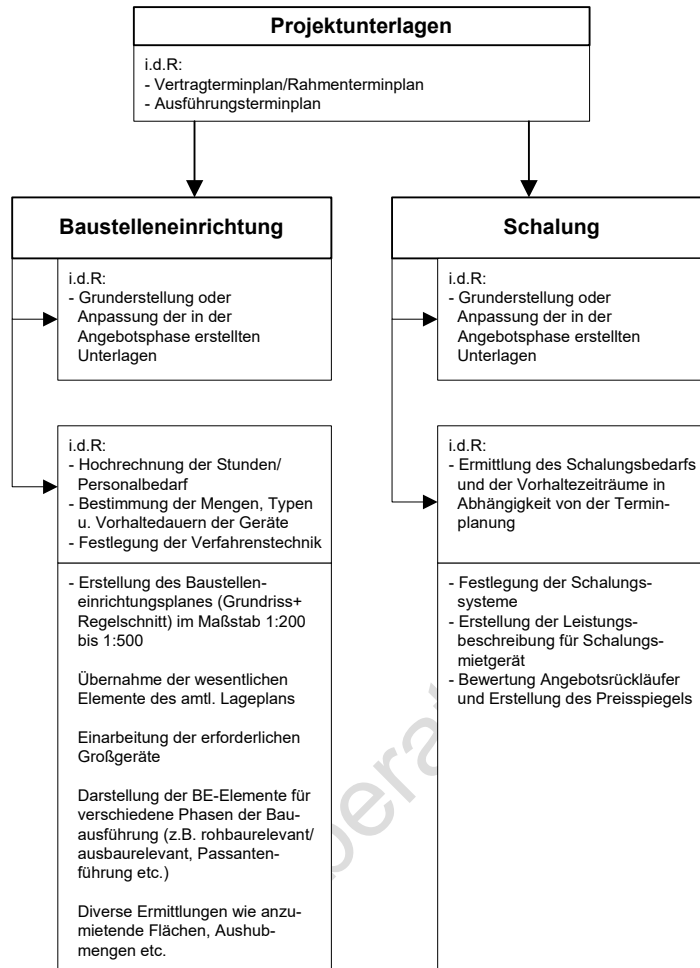 Projektunterlagen
i.d.R:
- Vertragterminplan/Rahmenterminplan
- Ausführungsterminplan
Baustelleneinrichtung
i.d.R:
- Grunderstellung oder
Anpassung der in der
Angebotsphase erstellten
Unterlagen
i.d.R:
- Hochrechnung der Stunden/
Personalbedarf
- Bestimmung der Mengen, Typen
u. Vorhaltedauern der Geräte
- Festlegung der Verfahrenstechnik
- Erstellung des Baustellen-
einrichtungsplanes (Grundriss+
Regelschnitt) im Maßstab 1:200
bis 1:500
Übernahme der wesentlichen
Elemente des amtl. Lageplans
Einarbeitung der erforderlichen
Großgeräte
Darstellung der BE-Elemente für
verschiedene Phasen der Bau-
ausführung (z.B. rohbaurelevant/
ausbaurelevant, Passanten-
führung etc.)
Diverse Ermittlungen wie anzu-
mietende Flächen, Aushub-
mengen etc.
Schalung
i.d.R:
- Grunderstellung oder
Anpassung der in der
Angebotsphase erstellten
Unterlagen
i.d.R:
- Ermittlung des Schalungsbedarfs
und der Vorhaltezeiträume in
Abhängigkeit von der Termin-
planung
- Festlegung der Schalungs-
systeme
- Erstellung der Leistungs-
beschreibung für Schalungs-
mietgerät
- Bewertung Angebotsrückläufer
und Erstellung des Preisspiegels